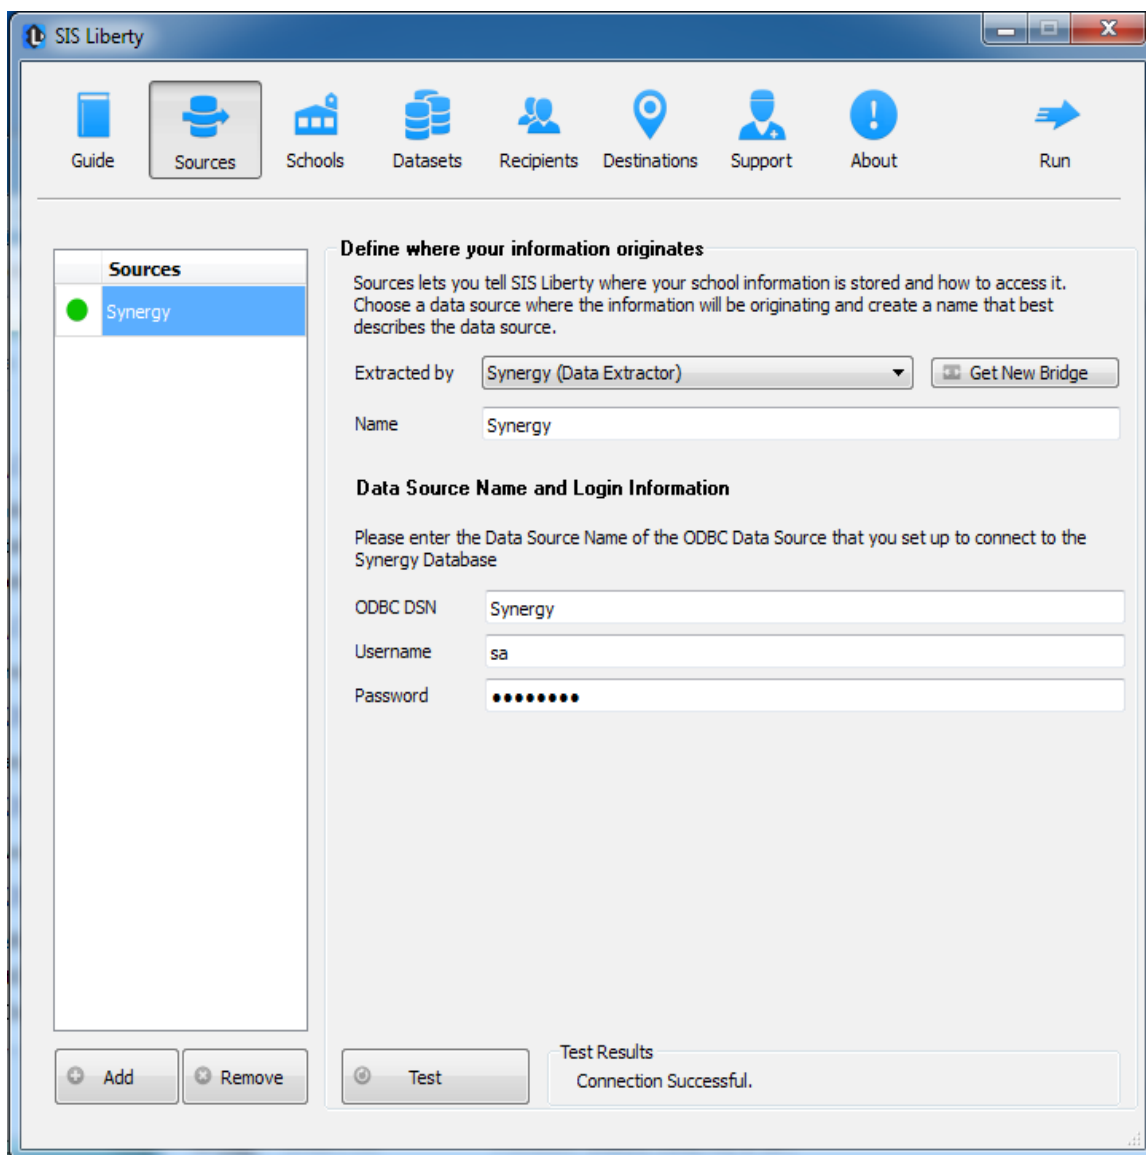 SIS Liberty
Guide
Sources
Schools
Datasets
Recipients
Destinations
Support
About
Run
Sources
Synergy
Define where your information originates
Sources lets you tell SIS Liberty where your school information is stored and how to access it.
Choose a data source where the information will be originating and create a name that best
describes the data source.
Extracted by
Synergy (Data Extractor)
Get New Bridge
Name
Synergy
Data Source Name and Login Information
Please enter the Data Source Name of the ODBC Data Source that you set up to connect to the
Synergy Database
ODBC DSN
Synergy
Username
sa
Password
••••••••
Add
Remove
Test
Test Results
Connection Successful.